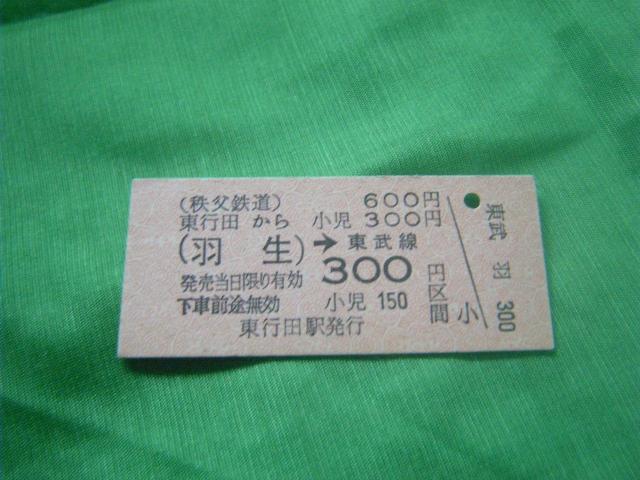 (秩父鉄道) 600円
東行田 から 小児 300円
(羽 生)➔東武線
発売当日限り有効 300 円区間
下車前途無効 小児 150
東行田駅発行
小
東武 羽 300